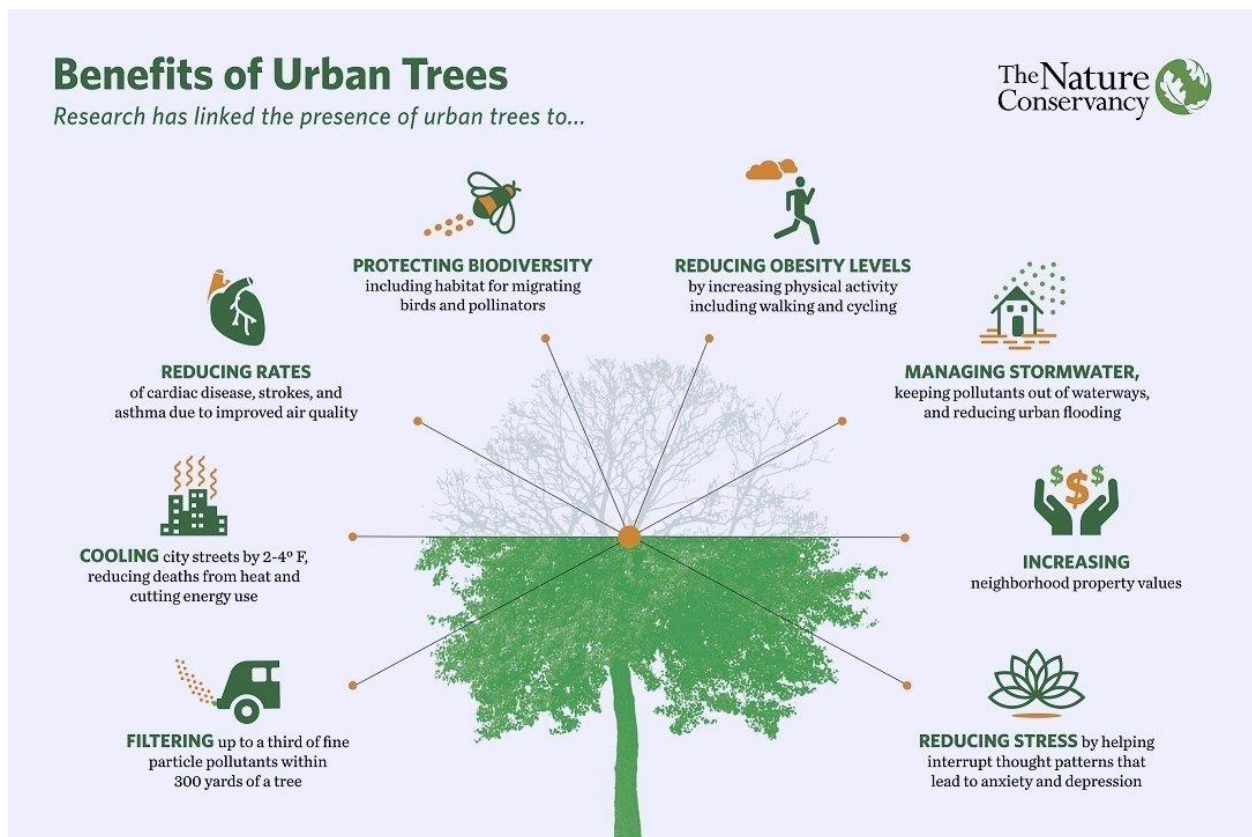 Benefits of Urban Trees
Research has linked the presence of urban trees to...
The Nature
Conservancy
PROTECTING BIODIVERSITY
including habitat for migrating
birds and pollinators
REDUCING OBESITY LEVELS
by increasing physical activity
including walking and cycling
REDUCING RATES
of cardiac disease, strokes, and
asthma due to improved air quality
MANAGING STORMWATER,
keeping pollutants out of waterways,
and reducing urban flooding
COOLING city streets by 2-4º F,
reducing deaths from heat and
cutting energy use
$ $ $
INCREASING
neighborhood property values
FILTERING up to a third of fine
particle pollutants within
300 yards of a tree
REDUCING STRESS by helping
interrupt thought patterns that
lead to anxiety and depression